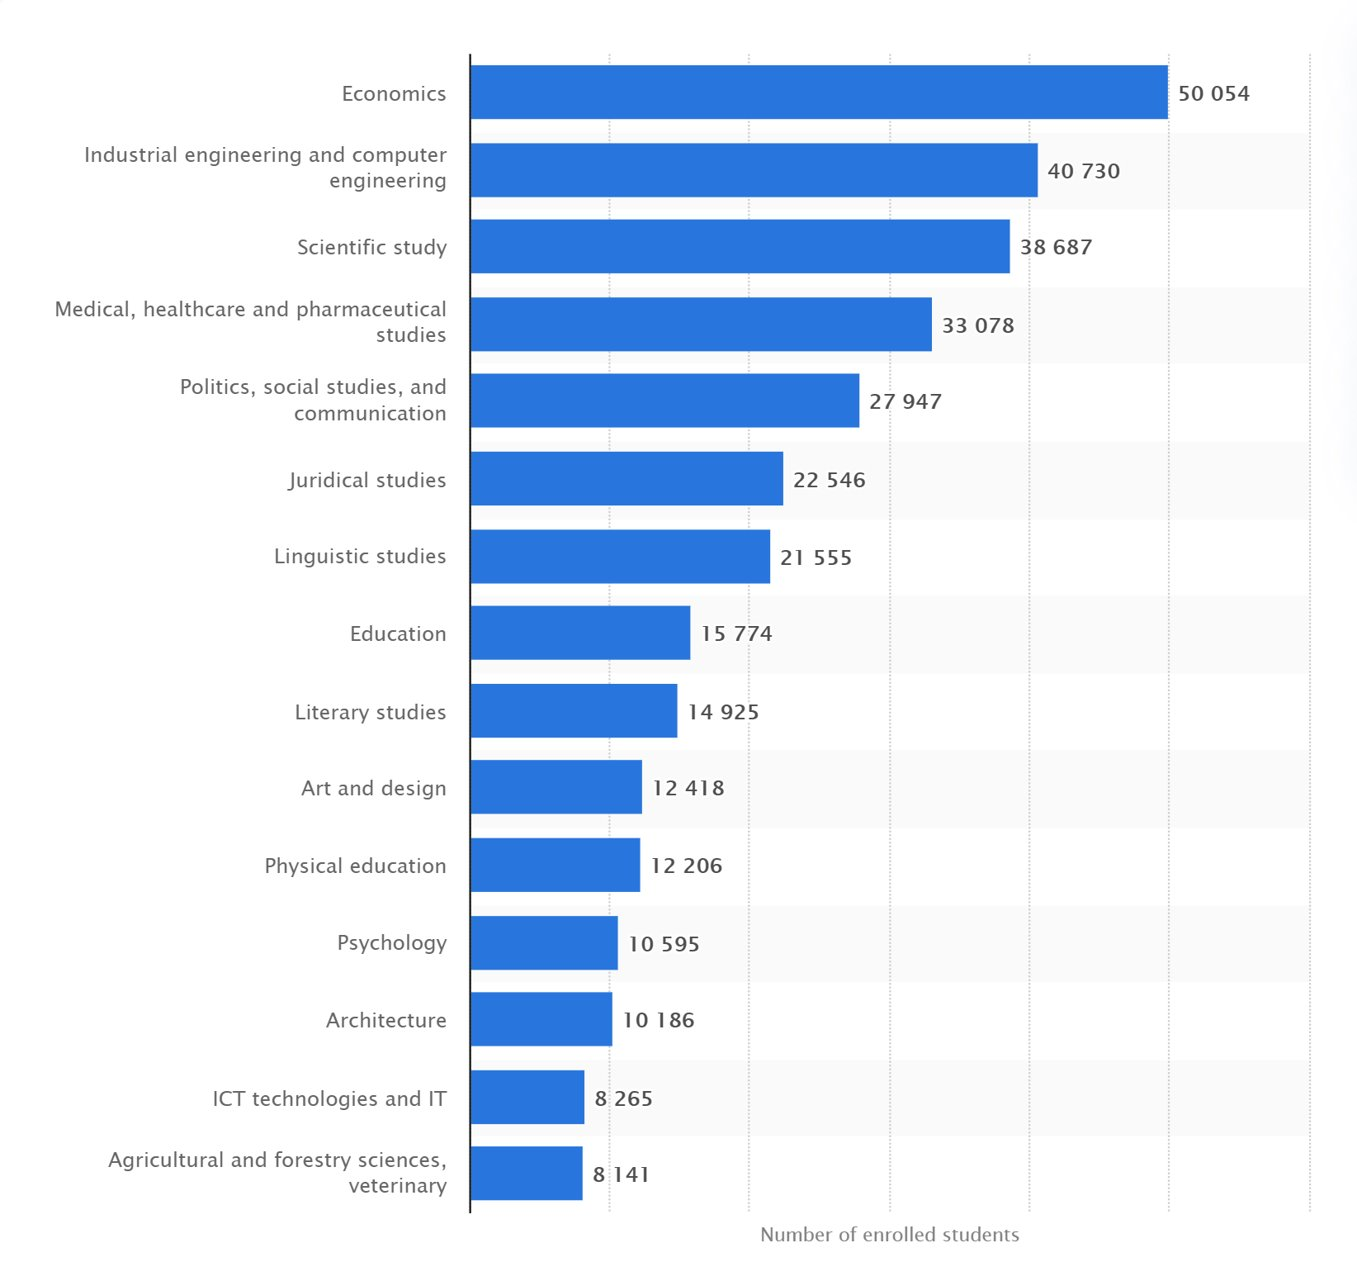 Economics
50 054
Industrial engineering and computer
engineering
40 730
Scientific study
38 687
Medical, healthcare and pharmaceutical
studies
33 078
Politics, social studies, and
communication
27 947
Juridical studies
22 546
Linguistic studies
21 555
Education
15 774
Literary studies
14 925
Art and design
12 418
Physical education
12 206
Psychology
10 595
Architecture
10 186
ICT technologies and IT
8 265
Agricultural and forestry sciences,
veterinary
8 141
Number of enrolled students